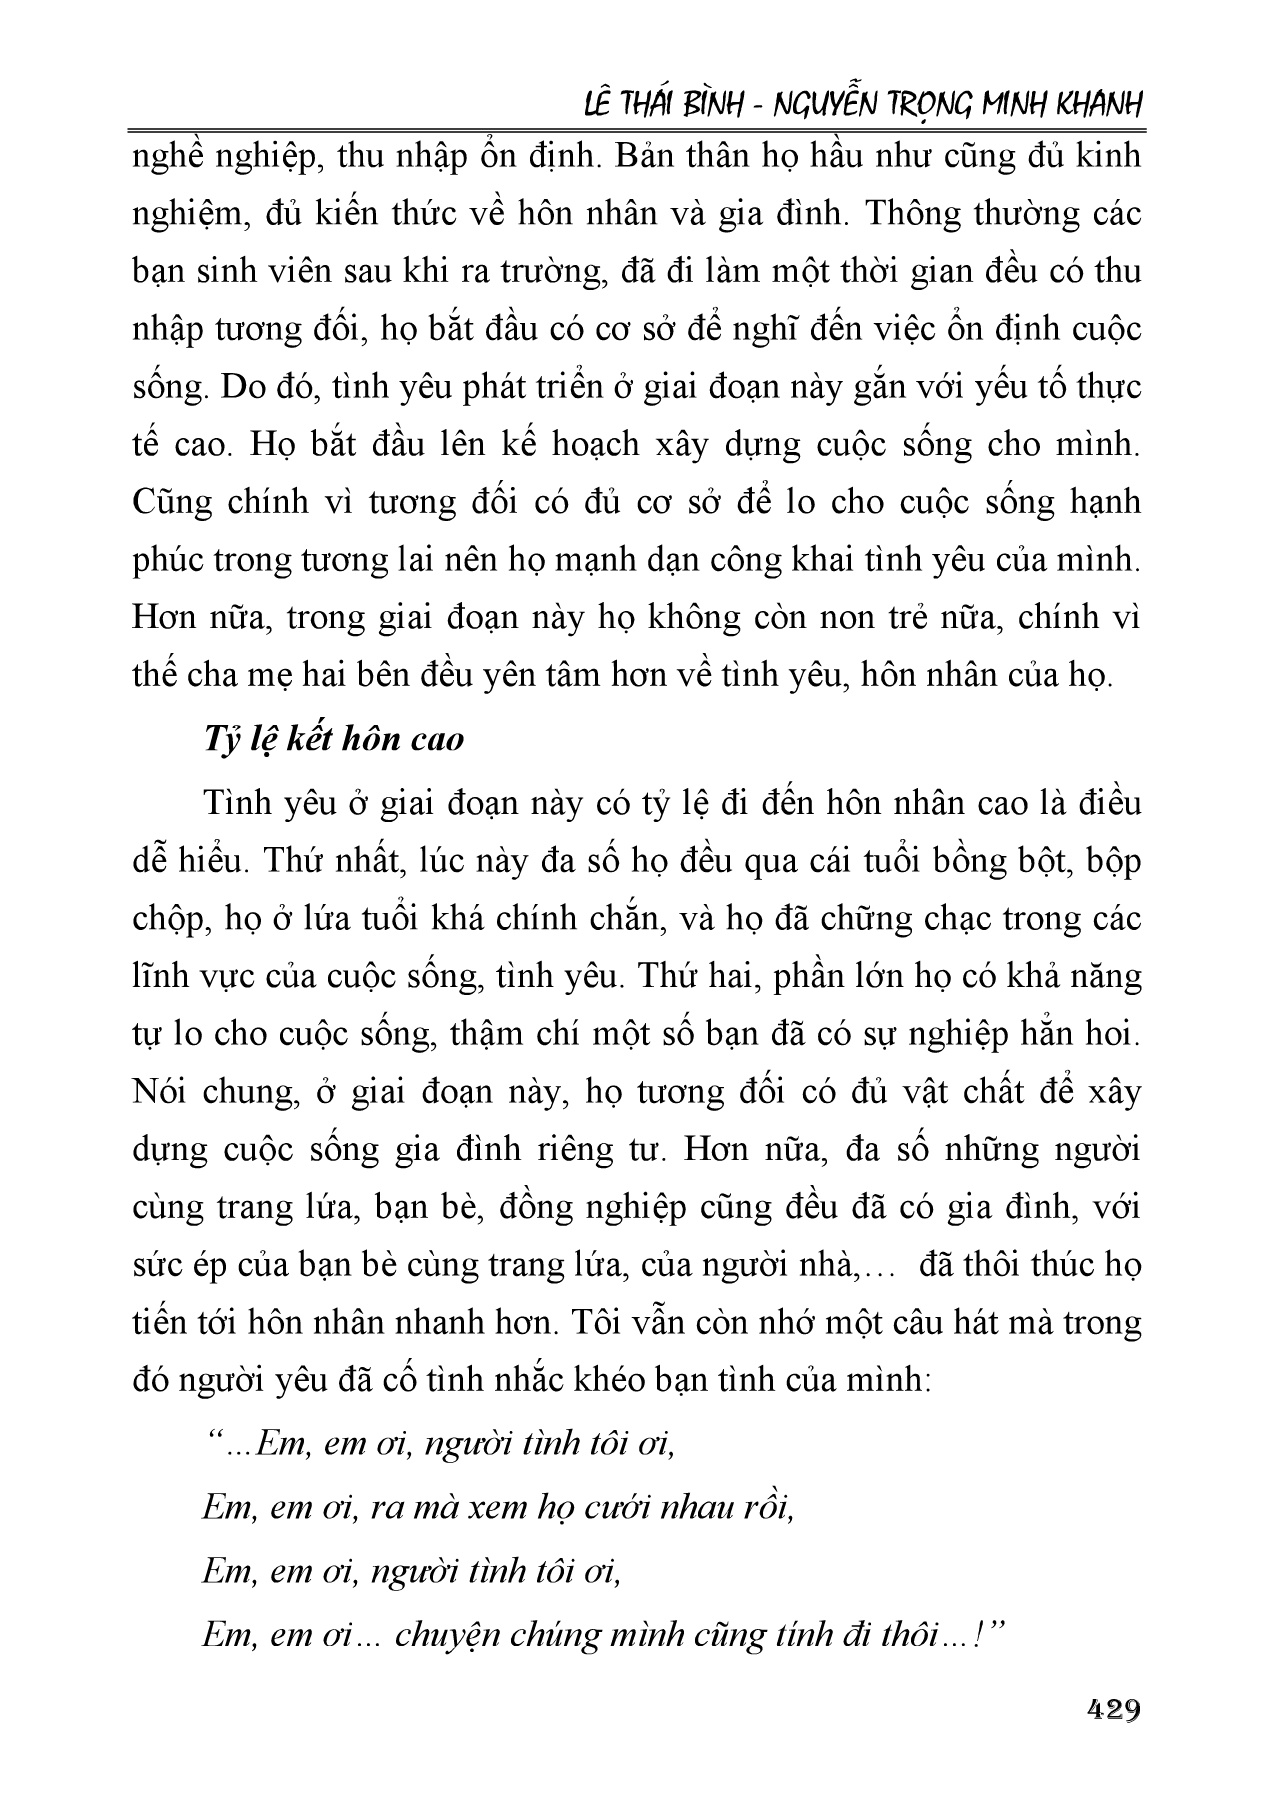 LÊ THÁI BÌNH - NGUYỄN TRỌNG MINH KHANH
nghề nghiệp, thu nhập ổn định. Bản thân họ hầu như cũng đủ kinh
nghiệm, đủ kiến thức về hôn nhân và gia đình. Thông thường các
bạn sinh viên sau khi ra trường, đã đi làm một thời gian đều có thu
nhập tương đối, họ bắt đầu có cơ sở để nghĩ đến việc ổn định cuộc
sống. Do đó, tình yêu phát triển ở giai đoạn này gắn với yếu tố thực
tế cao. Họ bắt đầu lên kế hoạch xây dựng cuộc sống cho mình.
Cũng chính vì tương đối có đủ cơ sở để lo cho cuộc sống hạnh
phúc trong tương lai nên họ mạnh dạn công khai tình yêu của mình.
Hơn nữa, trong giai đoạn này họ không còn non trẻ nữa, chính vì
thế cha mẹ hai bên đều yên tâm hơn về tình yêu, hôn nhân của họ.
Tỷ lệ kết hôn cao
Tình yêu ở giai đoạn này có tỷ lệ đi đến hôn nhân cao là điều
dễ hiểu. Thứ nhất, lúc này đa số họ đều qua cái tuổi bồng bột, bộp
chộp, họ ở lứa tuổi khá chính chắn, và họ đã chững chạc trong các
lĩnh vực của cuộc sống, tình yêu. Thứ hai, phần lớn họ có khả năng
tự lo cho cuộc sống, thậm chí một số bạn đã có sự nghiệp hẳn hoi.
Nói chung, ở giai đoạn này, họ tương đối có đủ vật chất để xây
dựng cuộc sống gia đình riêng tư. Hơn nữa, đa số những người
cùng trang lứa, bạn bè, đồng nghiệp cũng đều đã có gia đình, với
sức ép của bạn bè cùng trang lứa, của người nhà,… đã thôi thúc họ
tiến tới hôn nhân nhanh hơn. Tôi vẫn còn nhớ một câu hát mà trong
đó người yêu đã cố tình nhắc khéo bạn tình của mình:
“…Em, em ơi, người tình tôi ơi,
Em, em ơi, ra mà xem họ cưới nhau rồi,
Em, em ơi, người tình tôi ơi,
Em, em ơi… chuyện chúng mình cũng tính đi thôi…!”
429